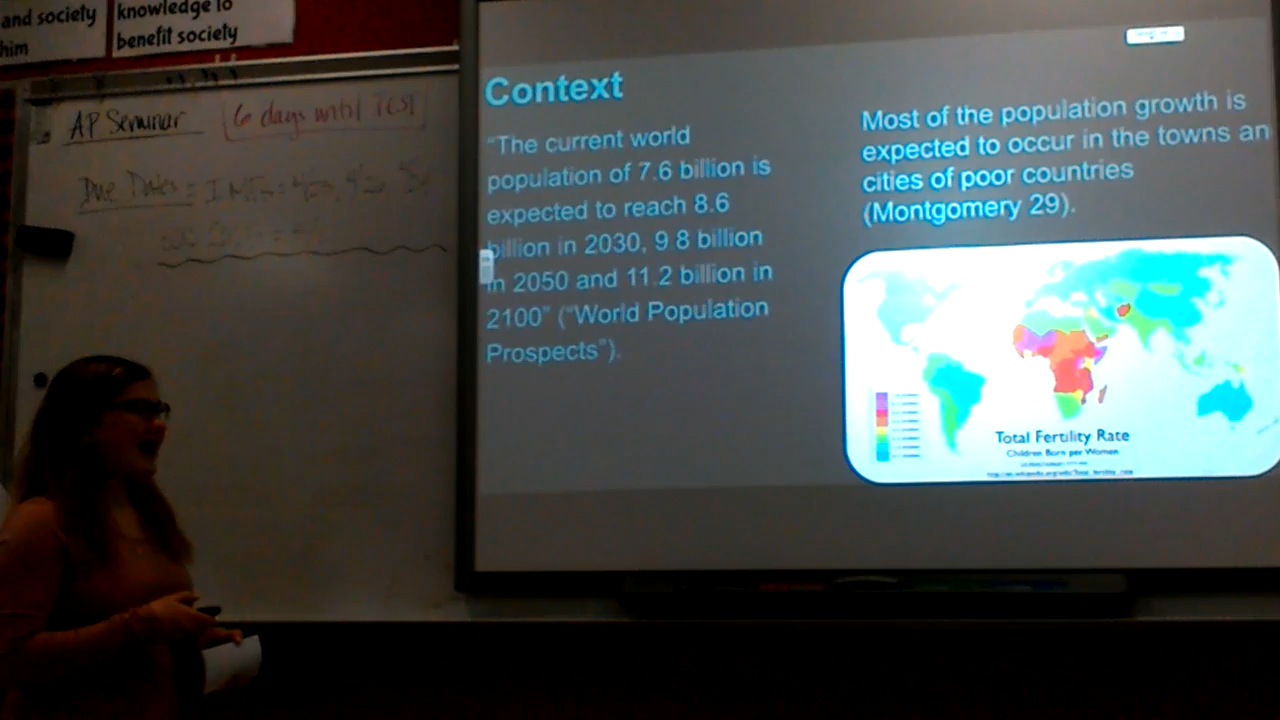 and society
him
knowledge to
benefit society
AP Seminar
6 days until TEST
Due Dates =
Context
"The current world
population of 7.6 billion is
expected to reach 8.6
billion in 2030, 9 8 billion
in 2050 and 11.2 billion in
2100" ("World Population
Prospects").
Most of the population growth is
expected to occur in the towns an
cities of poor countries
(Montgomery 29).
Total Fertility Rate
Children Born per Women